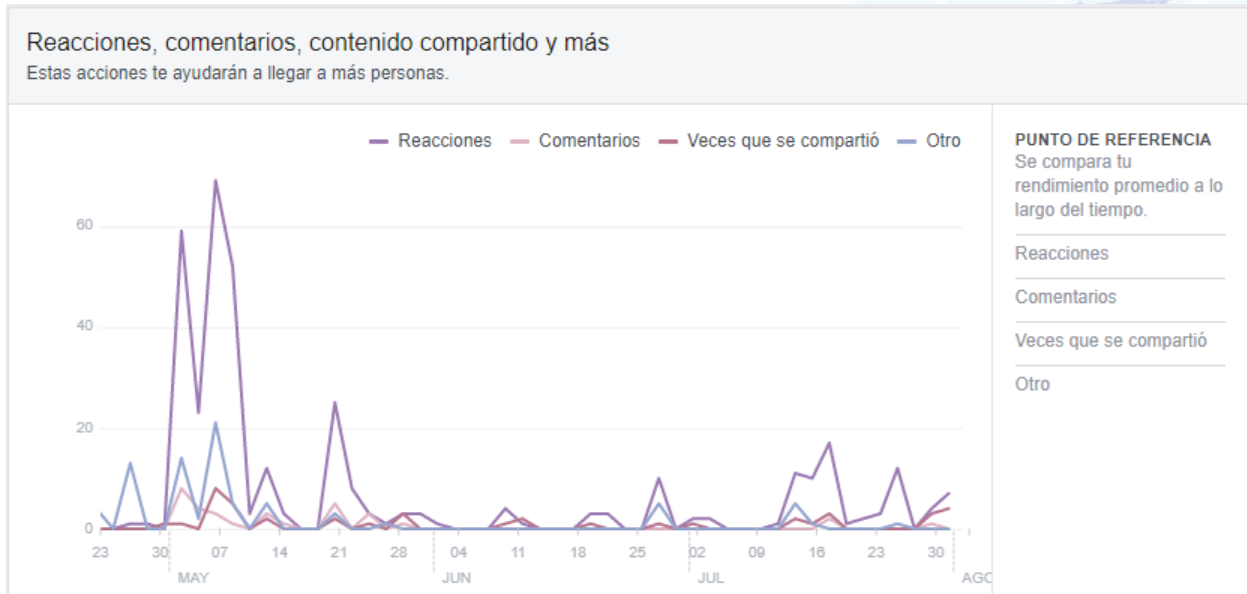 Reacciones, comentarios, contenido compartido y más
Estas acciones te ayudarán a llegar a más personas.
Reacciones Comentarios Veces que se compartió Otro
60
40
20
0
23 30 07 14 21 28 04 11 18 25 02 09 16 23 30
MAY JUN JUL AGO
PUNTO DE REFERENCIA
Se compara tu
rendimiento promedio a lo
largo del tiempo.
Reacciones
Comentarios
Veces que se compartió
Otro